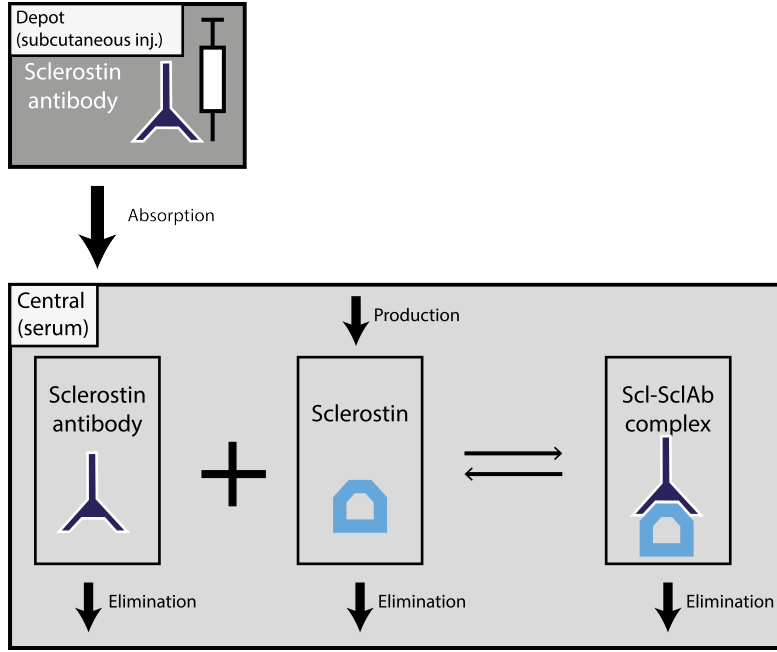 Depot
(subcutaneous inj.)
Sclerostin
antibody
Absorption
Central
(serum)
Production
Sclerostin
antibody
Sclerostin
Scl-SclAb
complex
Elimination
Elimination
Elimination